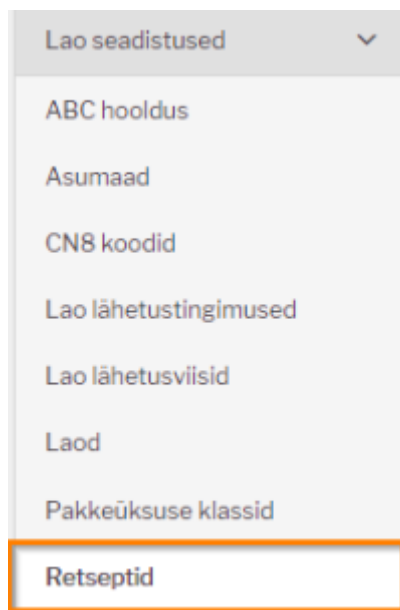 Lao seadistused
ABC hooldus
Asumaad
CN8 koodid
Lao lähetustingimused
Lao lähetusviisid
Laod
Pakkeüksuse klassid
Retseptid